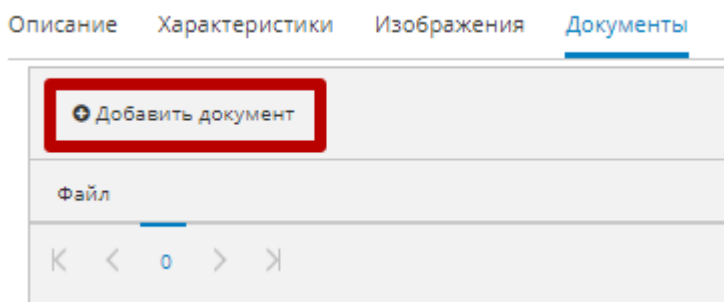 Описание Характеристики Изображения Документы
Добавить документ
Файл
0